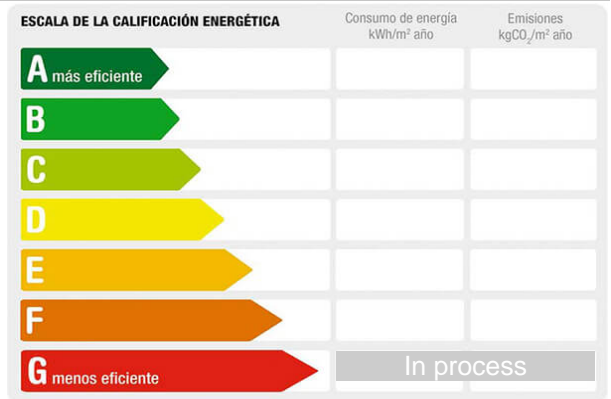 ESCALA DE LA CALIFICACIÓN ENERGÉTICA
Consumo de energía
kWh/m² año
Emisiones
kgCO₂/m² año
A más eficiente
B
C
D
E
F
G menos eficiente
In process